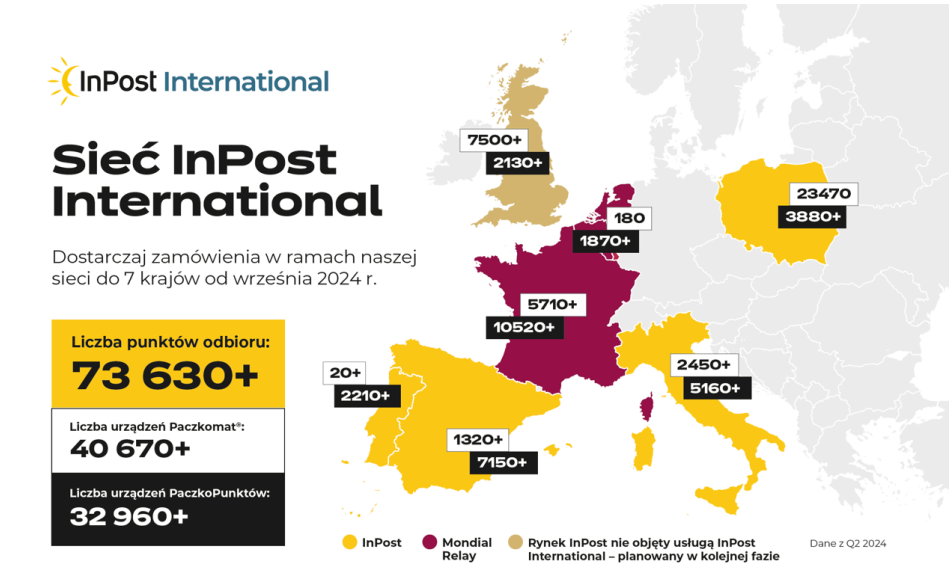 InPost International
Sieć InPost
International
Dostarczaj zamówienia w ramach naszej
sieci do 7 krajów od września 2024 r.
Liczba punktów odbioru:
73 630+
Liczba urządzeń Paczkomat®:
40 670+
Liczba urządzeń PaczkoPunktów:
32 960+
7500+
2130+
180
1870+
23470
3880+
5710+
10520+
2450+
5160+
20+
2210+
1320+
7150+
InPost
Mondial
Relay
Rynek InPost nie objęty usługą InPost
International – planowany w kolejnej fazie
Dane z Q2 2024